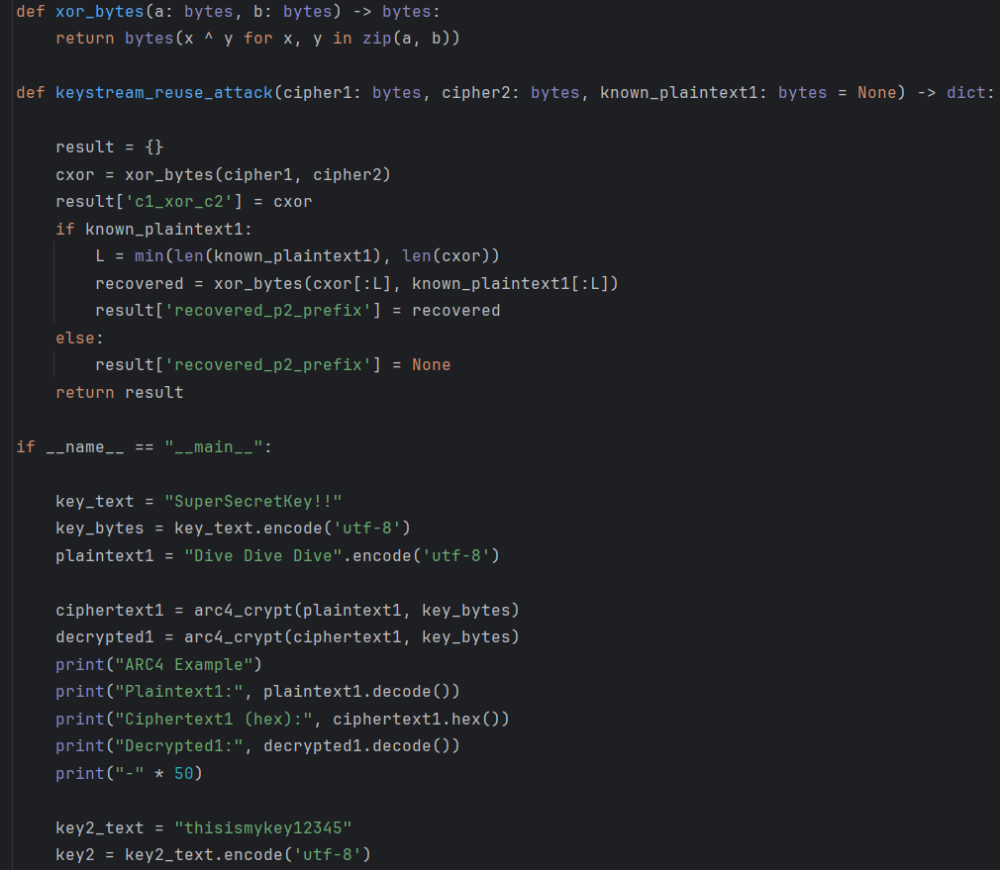 def xor_bytes(a: bytes, b: bytes) -> bytes:
    return bytes(x ^ y for x, y in zip(a, b))

def keystream_reuse_attack(cipher1: bytes, cipher2: bytes, known_plaintext1: bytes = None) -> dict:

    result = {}
    cxor = xor_bytes(cipher1, cipher2)
    result['c1_xor_c2'] = cxor
    if known_plaintext1:
        L = min(len(known_plaintext1), len(cxor))
        recovered = xor_bytes(cxor[:L], known_plaintext1[:L])
        result['recovered_p2_prefix'] = recovered
    else:
        result['recovered_p2_prefix'] = None
    return result

if __name__ == "__main__":

    key_text = "SuperSecretKey!!"
    key_bytes = key_text.encode('utf-8')
    plaintext1 = "Dive Dive Dive".encode('utf-8')

    ciphertext1 = arc4_crypt(plaintext1, key_bytes)
    decrypted1 = arc4_crypt(ciphertext1, key_bytes)
    print("ARC4 Example")
    print("Plaintext1:", plaintext1.decode())
    print("Ciphertext1 (hex):", ciphertext1.hex())
    print("Decrypted1:", decrypted1.decode())
    print("-" * 50)

    key2_text = "thisismykey12345"
    key2 = key2_text.encode('utf-8')